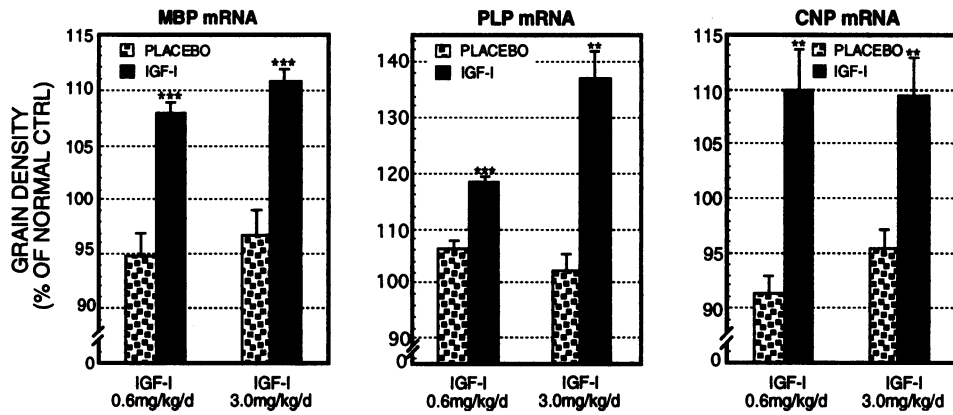 MBP mRNA
GRAIN DENSITY
(% OF NORMAL CTRL)
115
110
105
100
95
90
0
PLACEBO
IGF-I
***
***
IGF-I
0.6mg/kg/d
IGF-I
3.0mg/kg/d
PLP mRNA
140
130
120
110
100
90
0
PLACEBO
IGF-I
***
**
IGF-I
0.6mg/kg/d
IGF-I
3.0mg/kg/d
CNP mRNA
115
110
105
100
95
90
0
PLACEBO
IGF-I
**
**
IGF-I
0.6mg/kg/d
IGF-I
3.0mg/kg/d